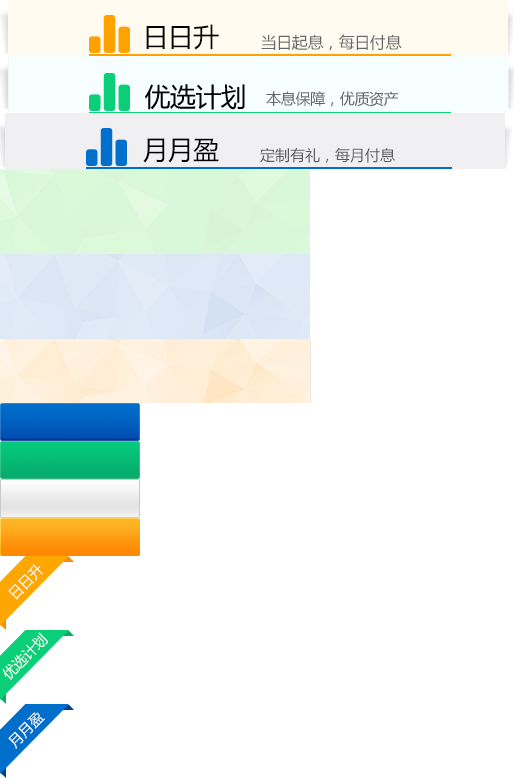 日日升 当日起息，每日付息
优选计划 本息保障，优质资产
月月盈 定制有礼，每月付息
日日升
优选计划
月月盈